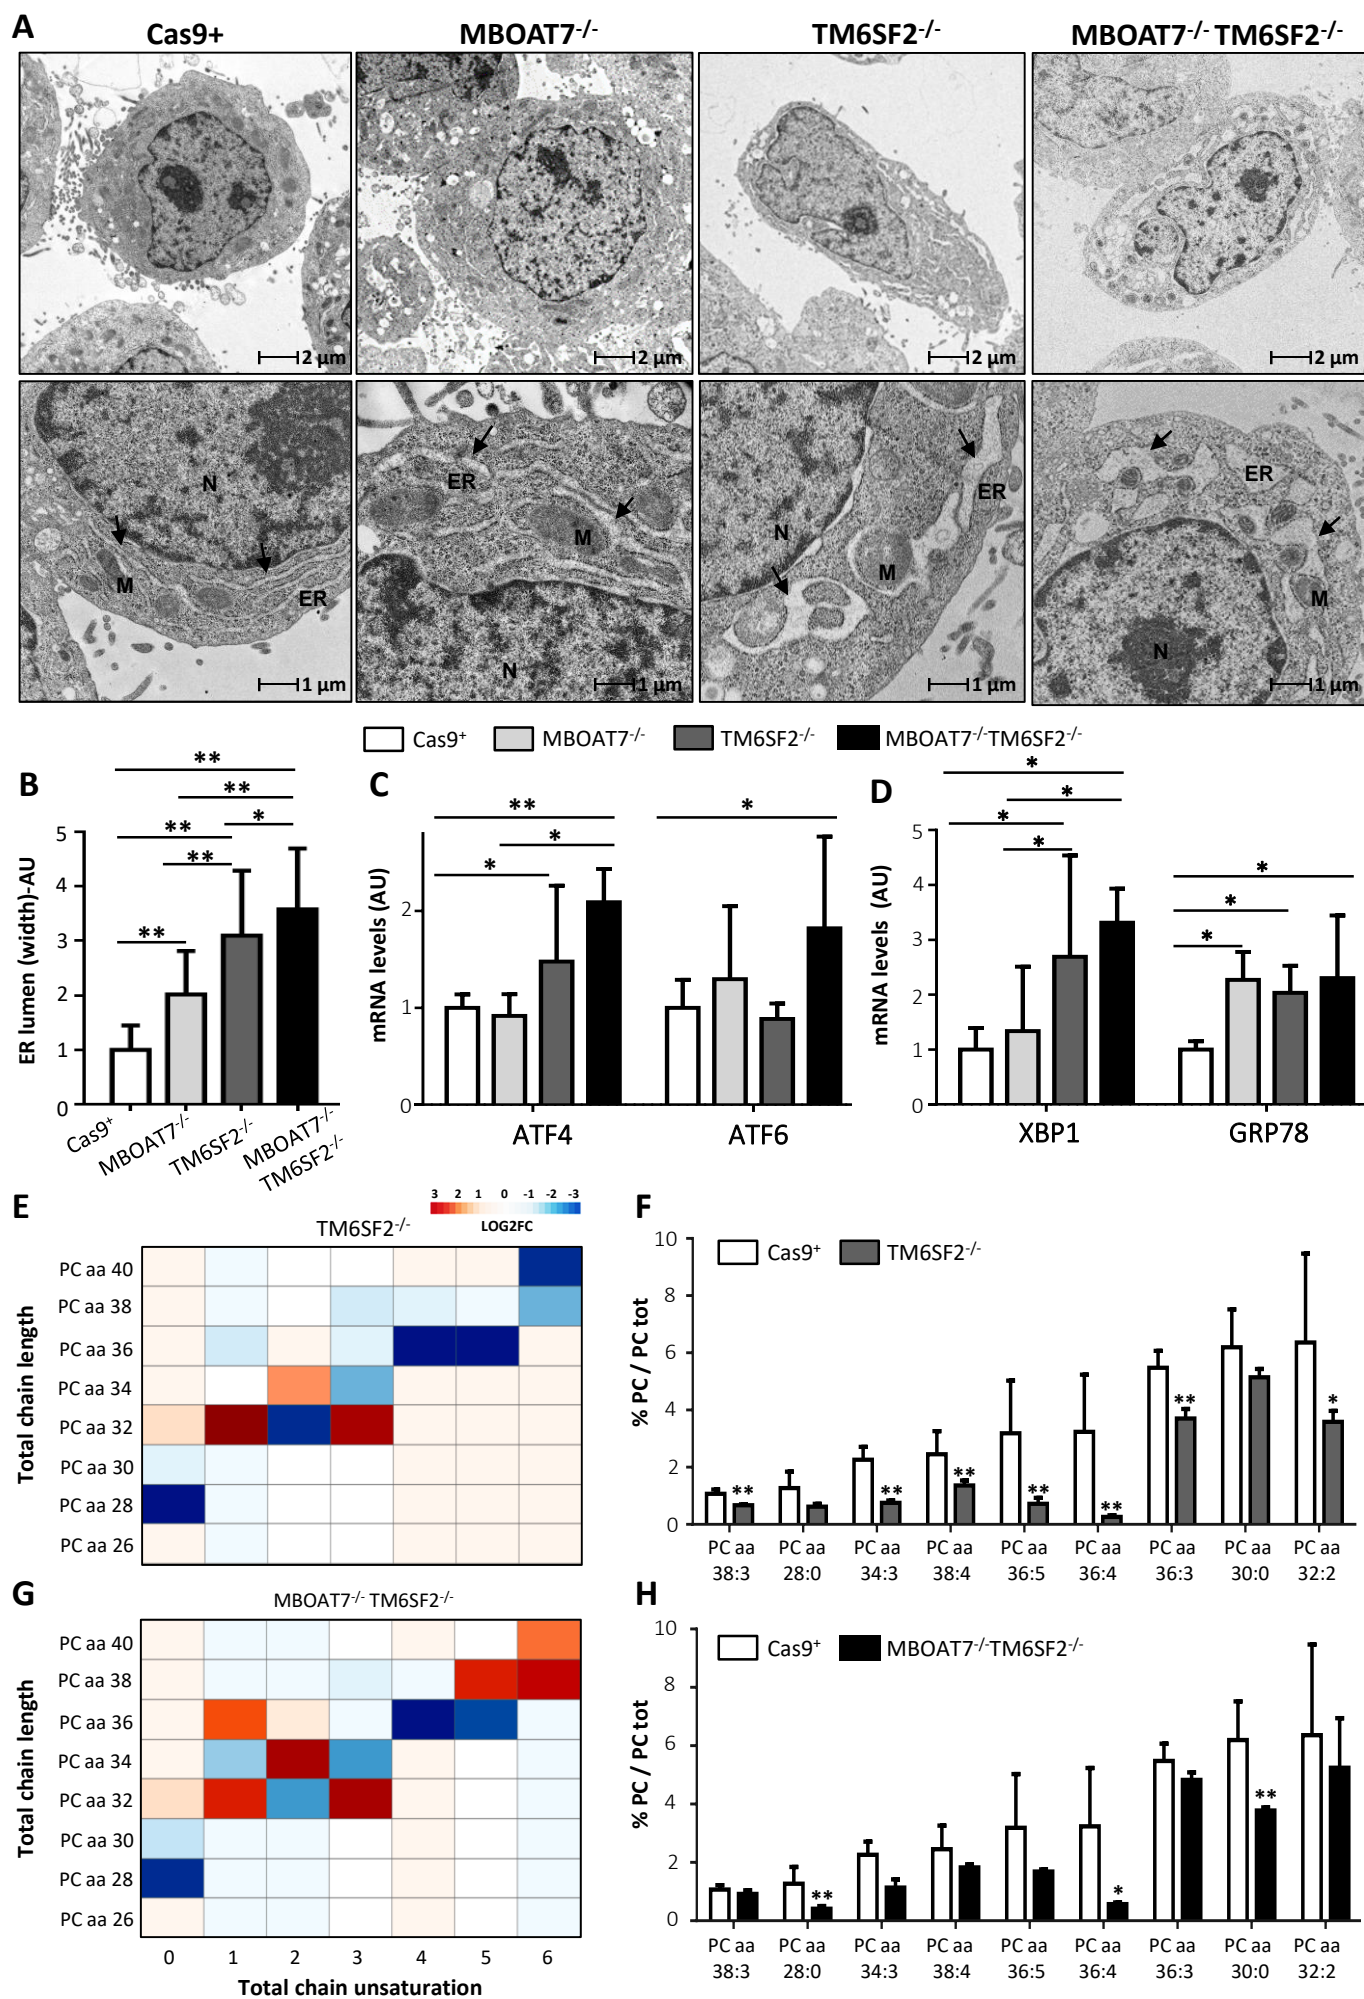 A
Cas9+
MBOAT7-/-
TM6SF2-/-
MBOAT7-/- TM6SF2-/-
2 µm
2 µm
2 µm
2 µm
N
M
ER
1 µm
ER
M
N
1 µm
N
M
ER
1 µm
ER
M
N
1 µm
Cas9+
MBOAT7-/-
TM6SF2-/-
MBOAT7-/-TM6SF2-/-
B
ER lumen (width)-AU
5
4
3
2
1
0
**
**
**
*
**
**
Cas9+
MBOAT7-/-
TM6SF2-/-
MBOAT7-/-
TM6SF2-/-
C
mRNA levels (AU)
2
1
0
**
*
*
*
ATF4
ATF6
D
mRNA levels (AU)
5
4
3
2
1
0
*
*
*
*
*
*
*
XBP1
GRP78
E
TM6SF2-/-
3 2 1 0 -1 -2 -3
LOG2FC
Total chain length
PC aa 40
PC aa 38
PC aa 36
PC aa 34
PC aa 32
PC aa 30
PC aa 28
PC aa 26
F
Cas9+
TM6SF2-/-
% PC / PC tot
10
8
6
4
2
0
**
**
**
**
**
**
*
PC aa PC aa PC aa PC aa PC aa PC aa PC aa PC aa PC aa
38:3 28:0 34:3 38:4 36:5 36:4 36:3 30:0 32:2
G
MBOAT7-/- TM6SF2-/-
Total chain length
PC aa 40
PC aa 38
PC aa 36
PC aa 34
PC aa 32
PC aa 30
PC aa 28
PC aa 26
0 1 2 3 4 5 6
Total chain unsaturation
H
Cas9+
MBOAT7-/-TM6SF2-/-
% PC / PC tot
10
8
6
4
2
0
**
*
**
PC aa PC aa PC aa PC aa PC aa PC aa PC aa PC aa PC aa
38:3 28:0 34:3 38:4 36:5 36:4 36:3 30:0 32:2